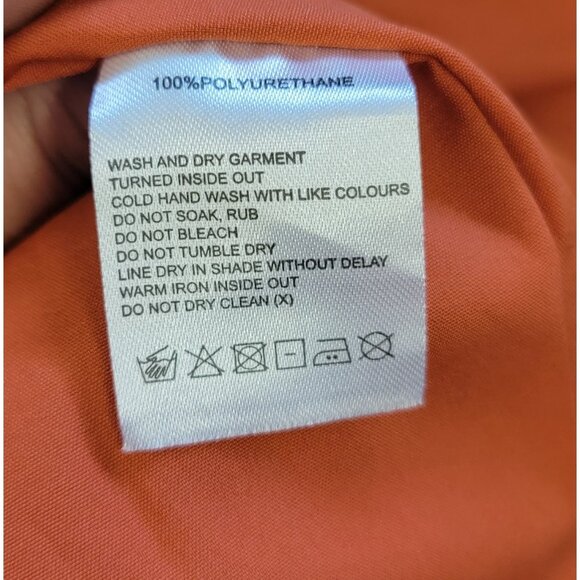 100%POLYURETHANE
WASH AND DRY GARMENT
TURNED INSIDE OUT
COLD HAND WASH WITH LIKE COLOURS
DO NOT SOAK, RUB
DO NOT BLEACH
DO NOT TUMBLE DRY
LINE DRY IN SHADE WITHOUT DELAY
WARM IRON INSIDE OUT
DO NOT DRY CLEAN (X)